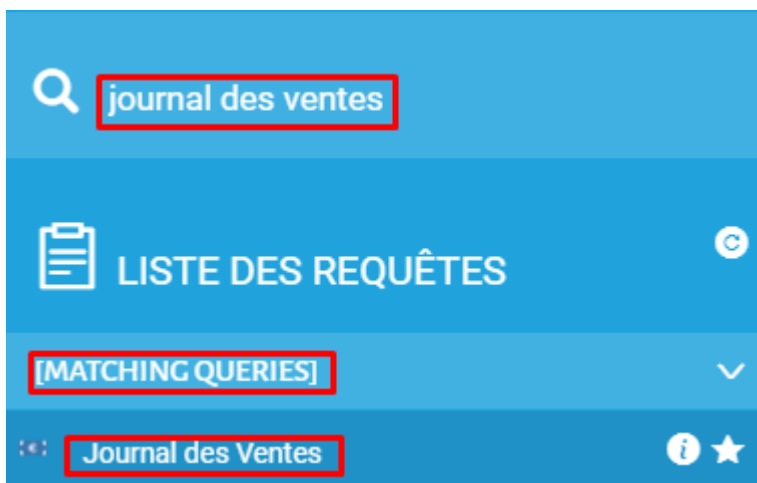 journal des ventes
LISTE DES REQUÊTES
[MATCHING QUERIES]
Journal des Ventes